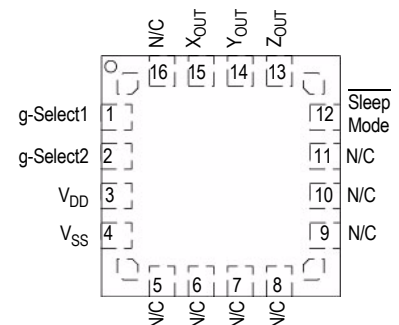 N/C
XOUT
YOUT
ZOUT
16 15 14 13
g-Select1 1
g-Select2 2
VDD 3
VSS 4
12 Sleep
Mode
11 N/C
10 N/C
9 N/C
5 6 7 8
N/C
N/C
N/C
N/C